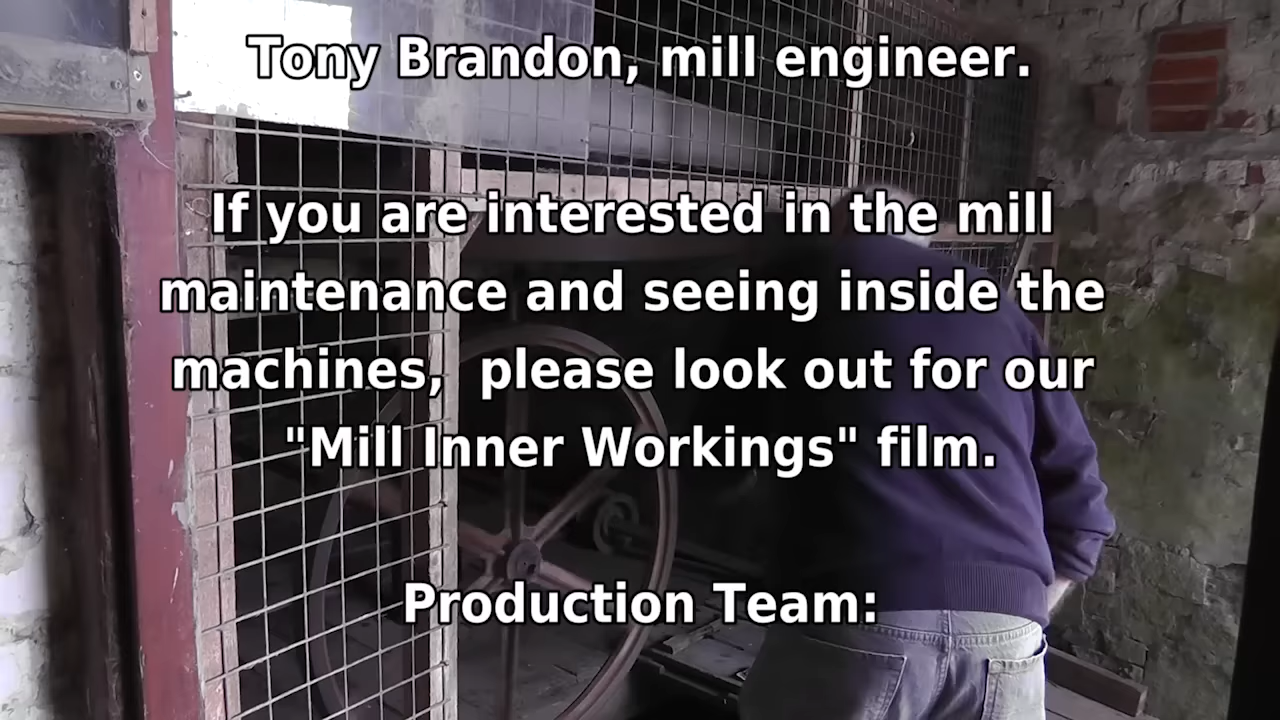 Tony Brandon, mill engineer.
If you are interested in the mill
maintenance and seeing inside the
machines,  please look out for our
"Mill Inner Workings" film.
Production Team: